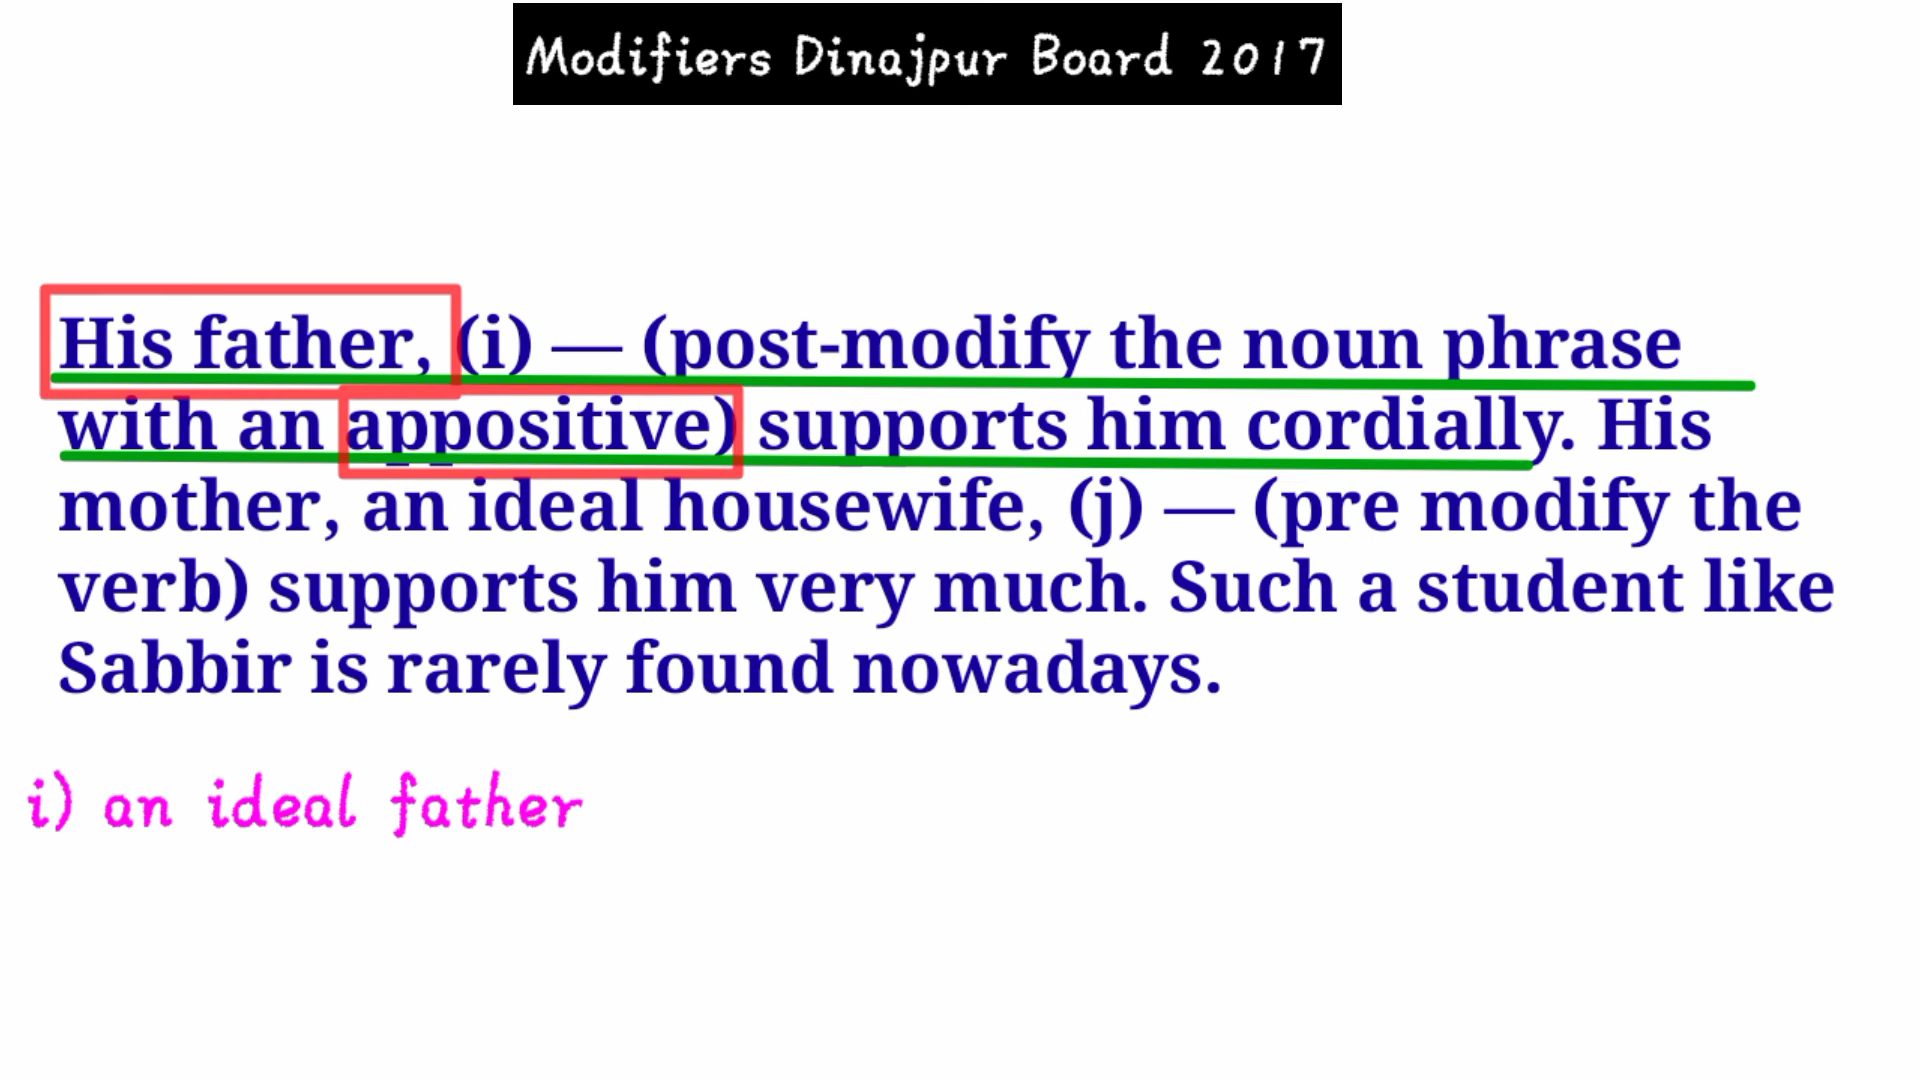 Modifiers Dinajpur Board 2017
His father, (i) — (post-modify the noun phrase
with an appositive) supports him cordially. His
mother, an ideal housewife, (j) — (pre modify the
verb) supports him very much. Such a student like
Sabbir is rarely found nowadays.
i) an ideal father